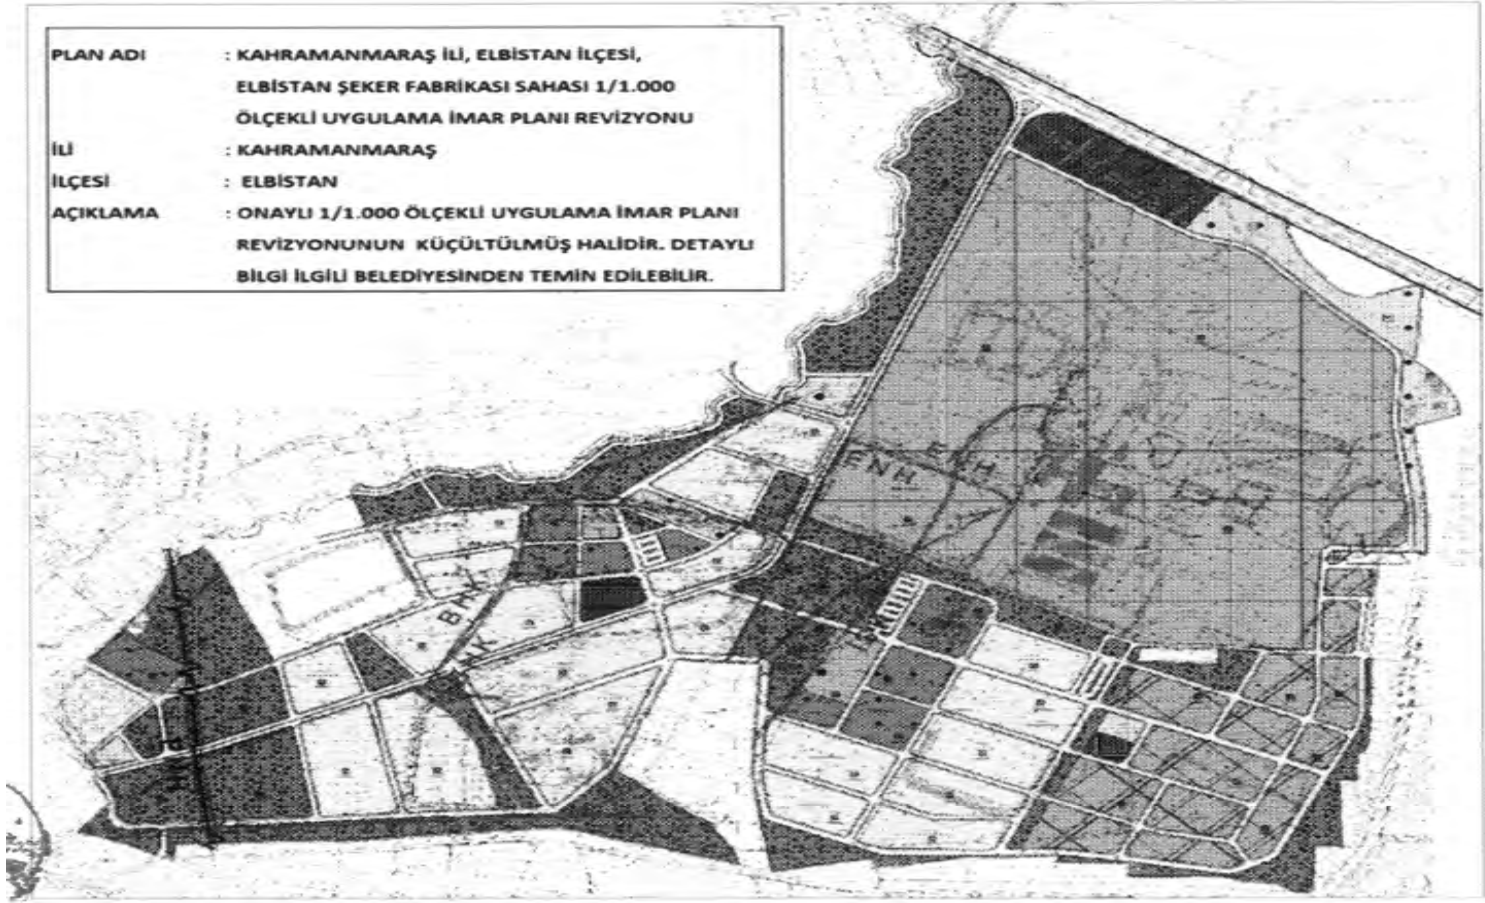 PLAN ADI : KAHRAMANMARAŞ İLİ, ELBİSTAN İLÇESİ,
ELBİSTAN ŞEKER FABRİKASI SAHASI 1/1.000
ÖLÇEKLİ UYGULAMA İMAR PLANI REVİZYONU
İLİ : KAHRAMANMARAŞ
İLÇESİ : ELBİSTAN
AÇIKLAMA : ONAYLI 1/1.000 ÖLÇEKLİ UYGULAMA İMAR PLANI
REVİZYONUNUN KÜÇÜLTÜLMÜŞ HALİDİR. DETAYLI
BİLGİ İLGİLİ BELEDİYESİNDEN TEMİN EDİLEBİLİR.
ENH
ENH